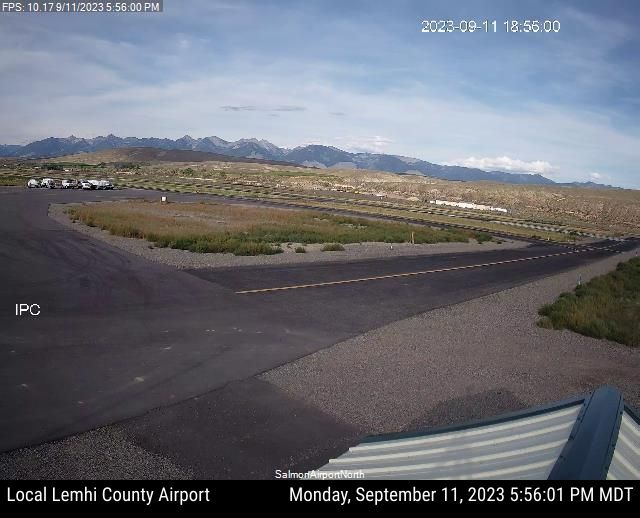 FPS: 10.17 9/11/2023 5:56:00 PM
2023-09-11 18:56:00
IPC
SalmonAirportNorth
Local Lemhi County Airport
Monday, September 11, 2023 5:56:01 PM MDT